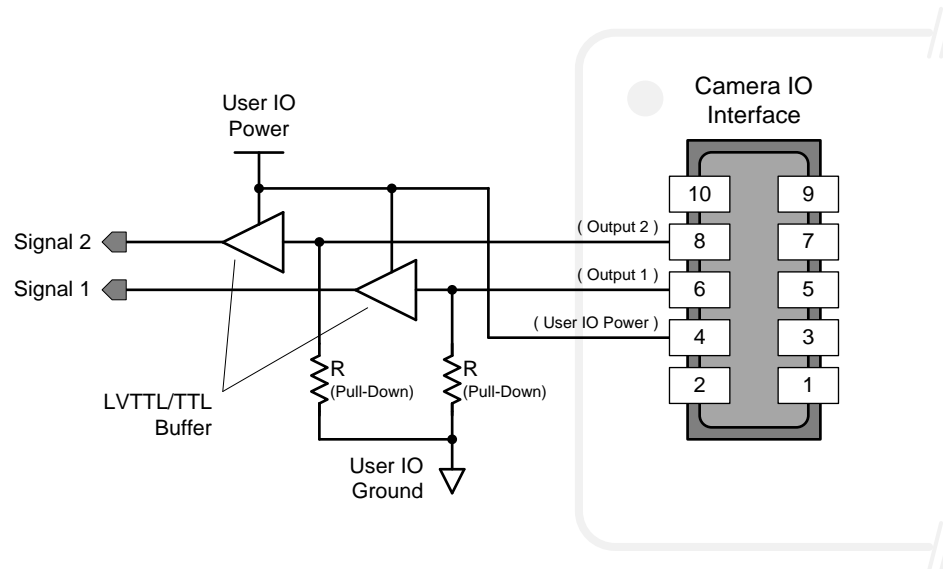 Camera IO
Interface
User IO
Power
10
9
( Output 2 )
Signal 2
8
7
( Output 1 )
Signal 1
6
5
( User IO Power )
4
3
R
(Pull-Down)
R
(Pull-Down)
2
1
LVTTL/TTL
Buffer
User IO
Ground